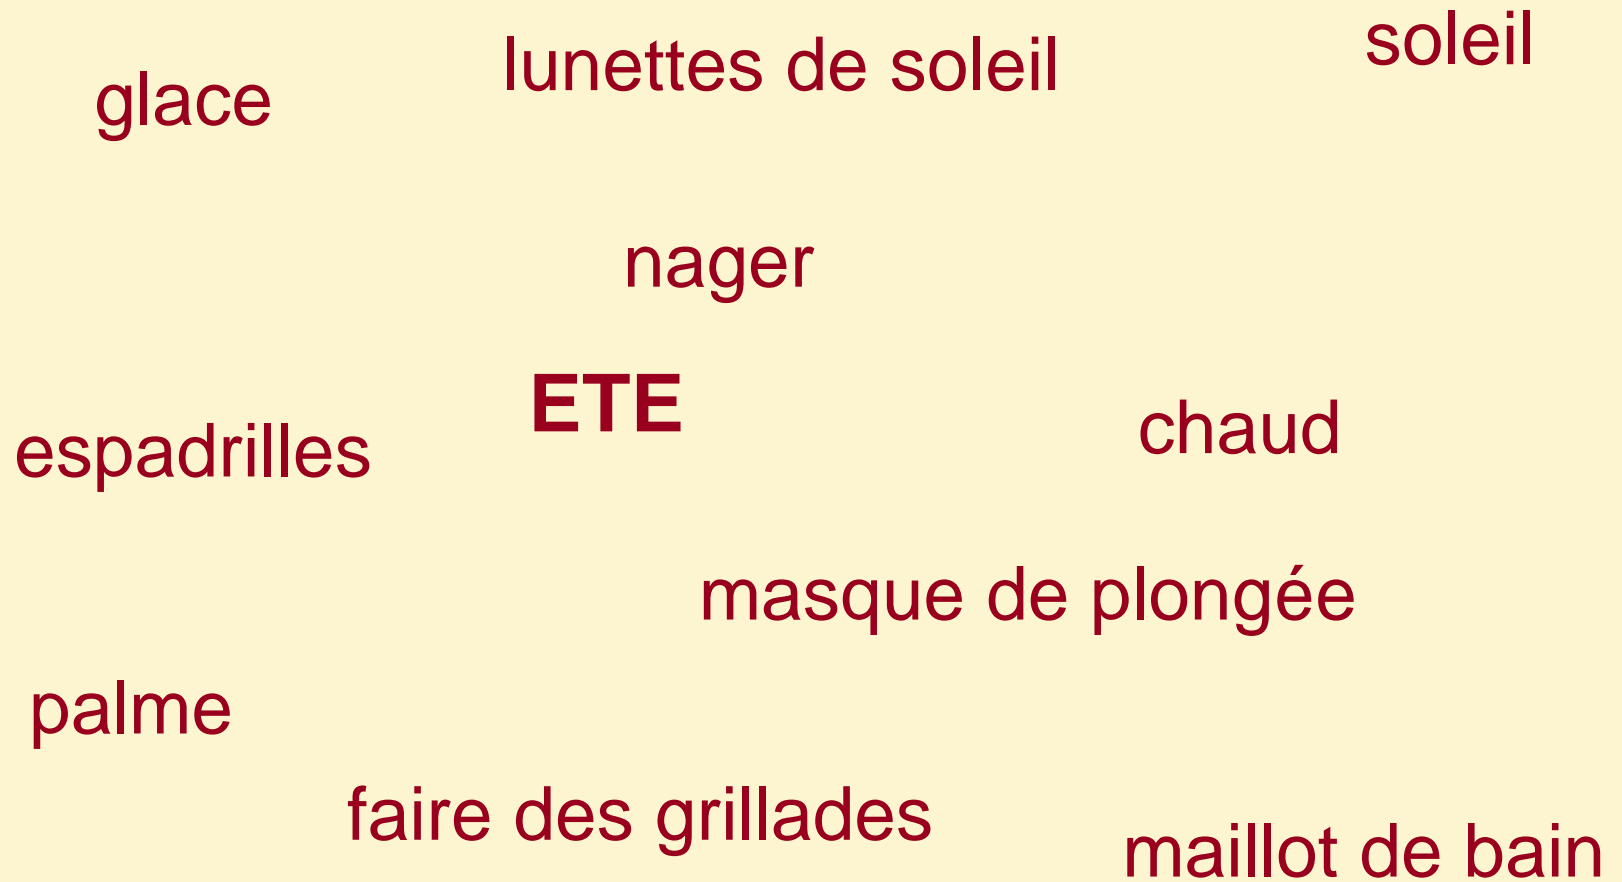 soleil
lunettes de soleil
glace
nager
ETE
chaud
espadrilles
masque de plongée
palme
faire des grillades
maillot de bain